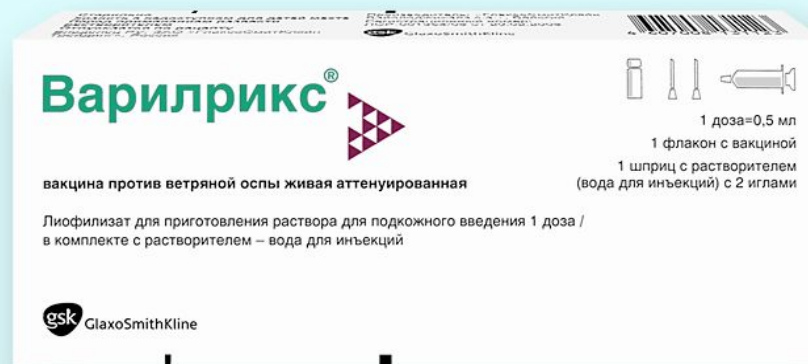 gsk GlaxoSmithKline
Варилрикс®
1 доза=0,5 мл
1 флакон с вакциной
1 шприц с растворителем
(вода для инъекций) с 2 иглами
вакцина против ветряной оспы живая аттенуированная
Лиофилизат для приготовления раствора для подкожного введения 1 доза /
в комплекте с растворителем – вода для инъекций
gsk GlaxoSmithKline